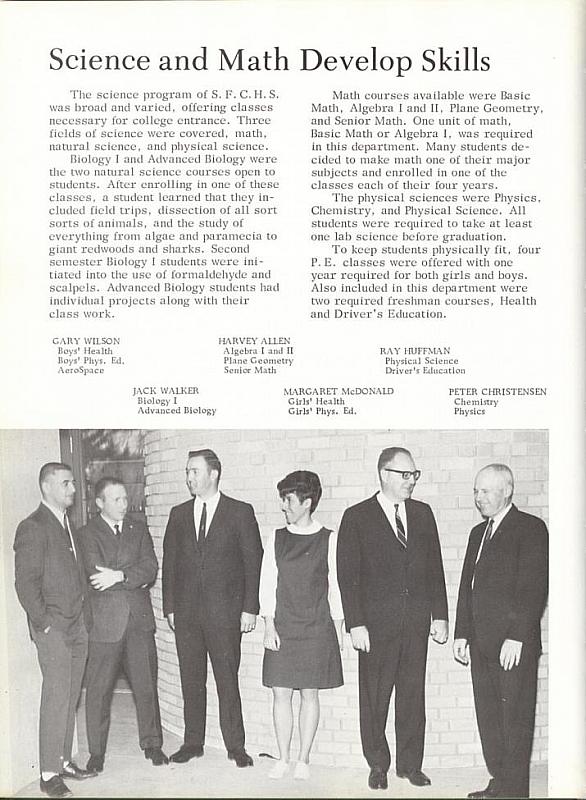 Science and Math Develop Skills
The science program of S. F. C. H. S.
was broad and varied, offering classes
necessary for college entrance. Three
fields of science were covered, math,
natural science, and physical science.
Biology I and Advanced Biology were
the two natural science courses open to
students. After enrolling in one of these
classes, a student learned that they in-
cluded field trips, dissection of all sort
sorts of animals, and the study of
everything from algae and paramecia to
giant redwoods and sharks. Second
semester Biology I students were ini-
tiated into the use of formaldehyde and
scalpels. Advanced Biology students had
individual projects along with their
class work.
Math courses available were Basic
Math, Algebra I and II, Plane Geometry,
and Senior Math. One unit of math,
Basic Math or Algebra I, was required
in this department. Many students de-
cided to make math one of their major
subjects and enrolled in one of the
classes each of their four years.
The physical sciences were Physics,
Chemistry, and Physical Science. All
students were required to take at least
one lab science before graduation.
To keep students physically fit, four
P. E. classes were offered with one
year required for both girls and boys.
Also included in this department were
two required freshman courses, Health
and Driver's Education.
GARY WILSON
Boys' Health
Boys' Phys. Ed.
AeroSpace
HARVEY ALLEN
Algebra I and II
Plane Geometry
Senior Math
RAY HUFFMAN
Physical Science
Driver's Education
JACK WALKER
Biology I
Advanced Biology
MARGARET McDONALD
Girls' Health
Girls' Phys. Ed.
PETER CHRISTENSEN
Chemistry
Physics